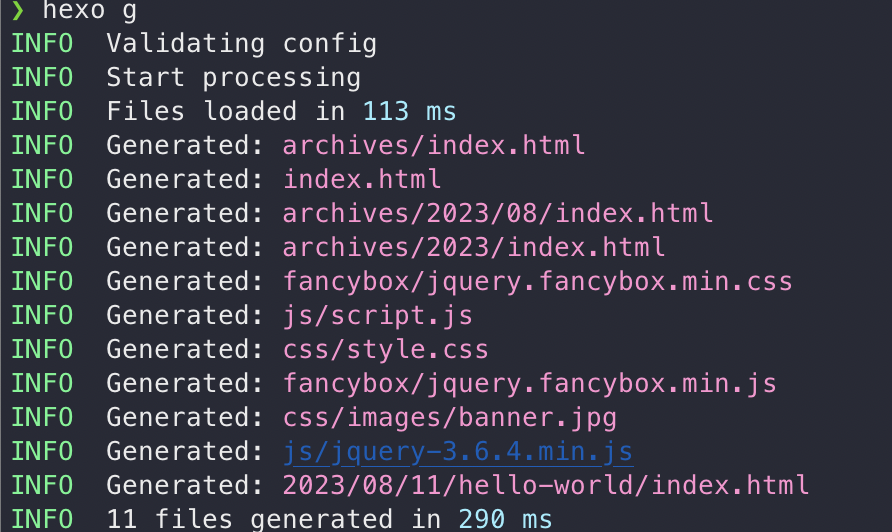 ❯ hexo g
INFO  Validating config
INFO  Start processing
INFO  Files loaded in 113 ms
INFO  Generated: archives/index.html
INFO  Generated: index.html
INFO  Generated: archives/2023/08/index.html
INFO  Generated: archives/2023/index.html
INFO  Generated: fancybox/jquery.fancybox.min.css
INFO  Generated: js/script.js
INFO  Generated: css/style.css
INFO  Generated: fancybox/jquery.fancybox.min.js
INFO  Generated: css/images/banner.jpg
INFO  Generated: js/jquery-3.6.4.min.js
INFO  Generated: 2023/08/11/hello-world/index.html
INFO  11 files generated in 290 ms